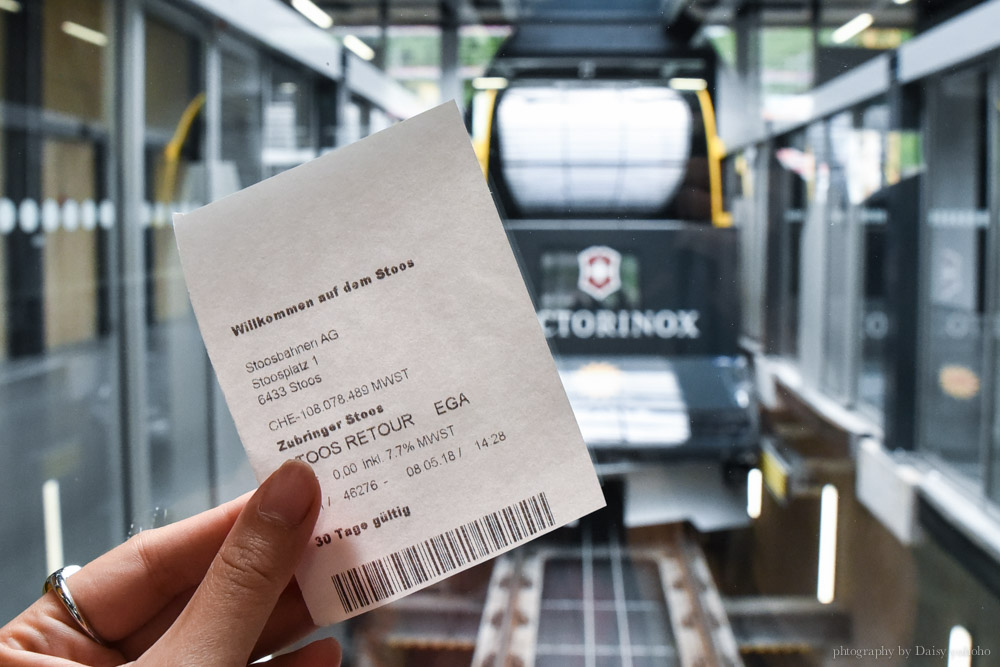 Willkommen auf dem Stoos
Stoosbahnen AG
Stoosplatz 1
6433 Stoos
CHE-108.078.489 MWST
Zubringer Stoos
TOOS RETOUR EGA
0,00 inkl. 7.7% MWST
/ 46276 - 08.05.18 / 14:28
30 Tage gültig
CTORINOX
photography by Daisy